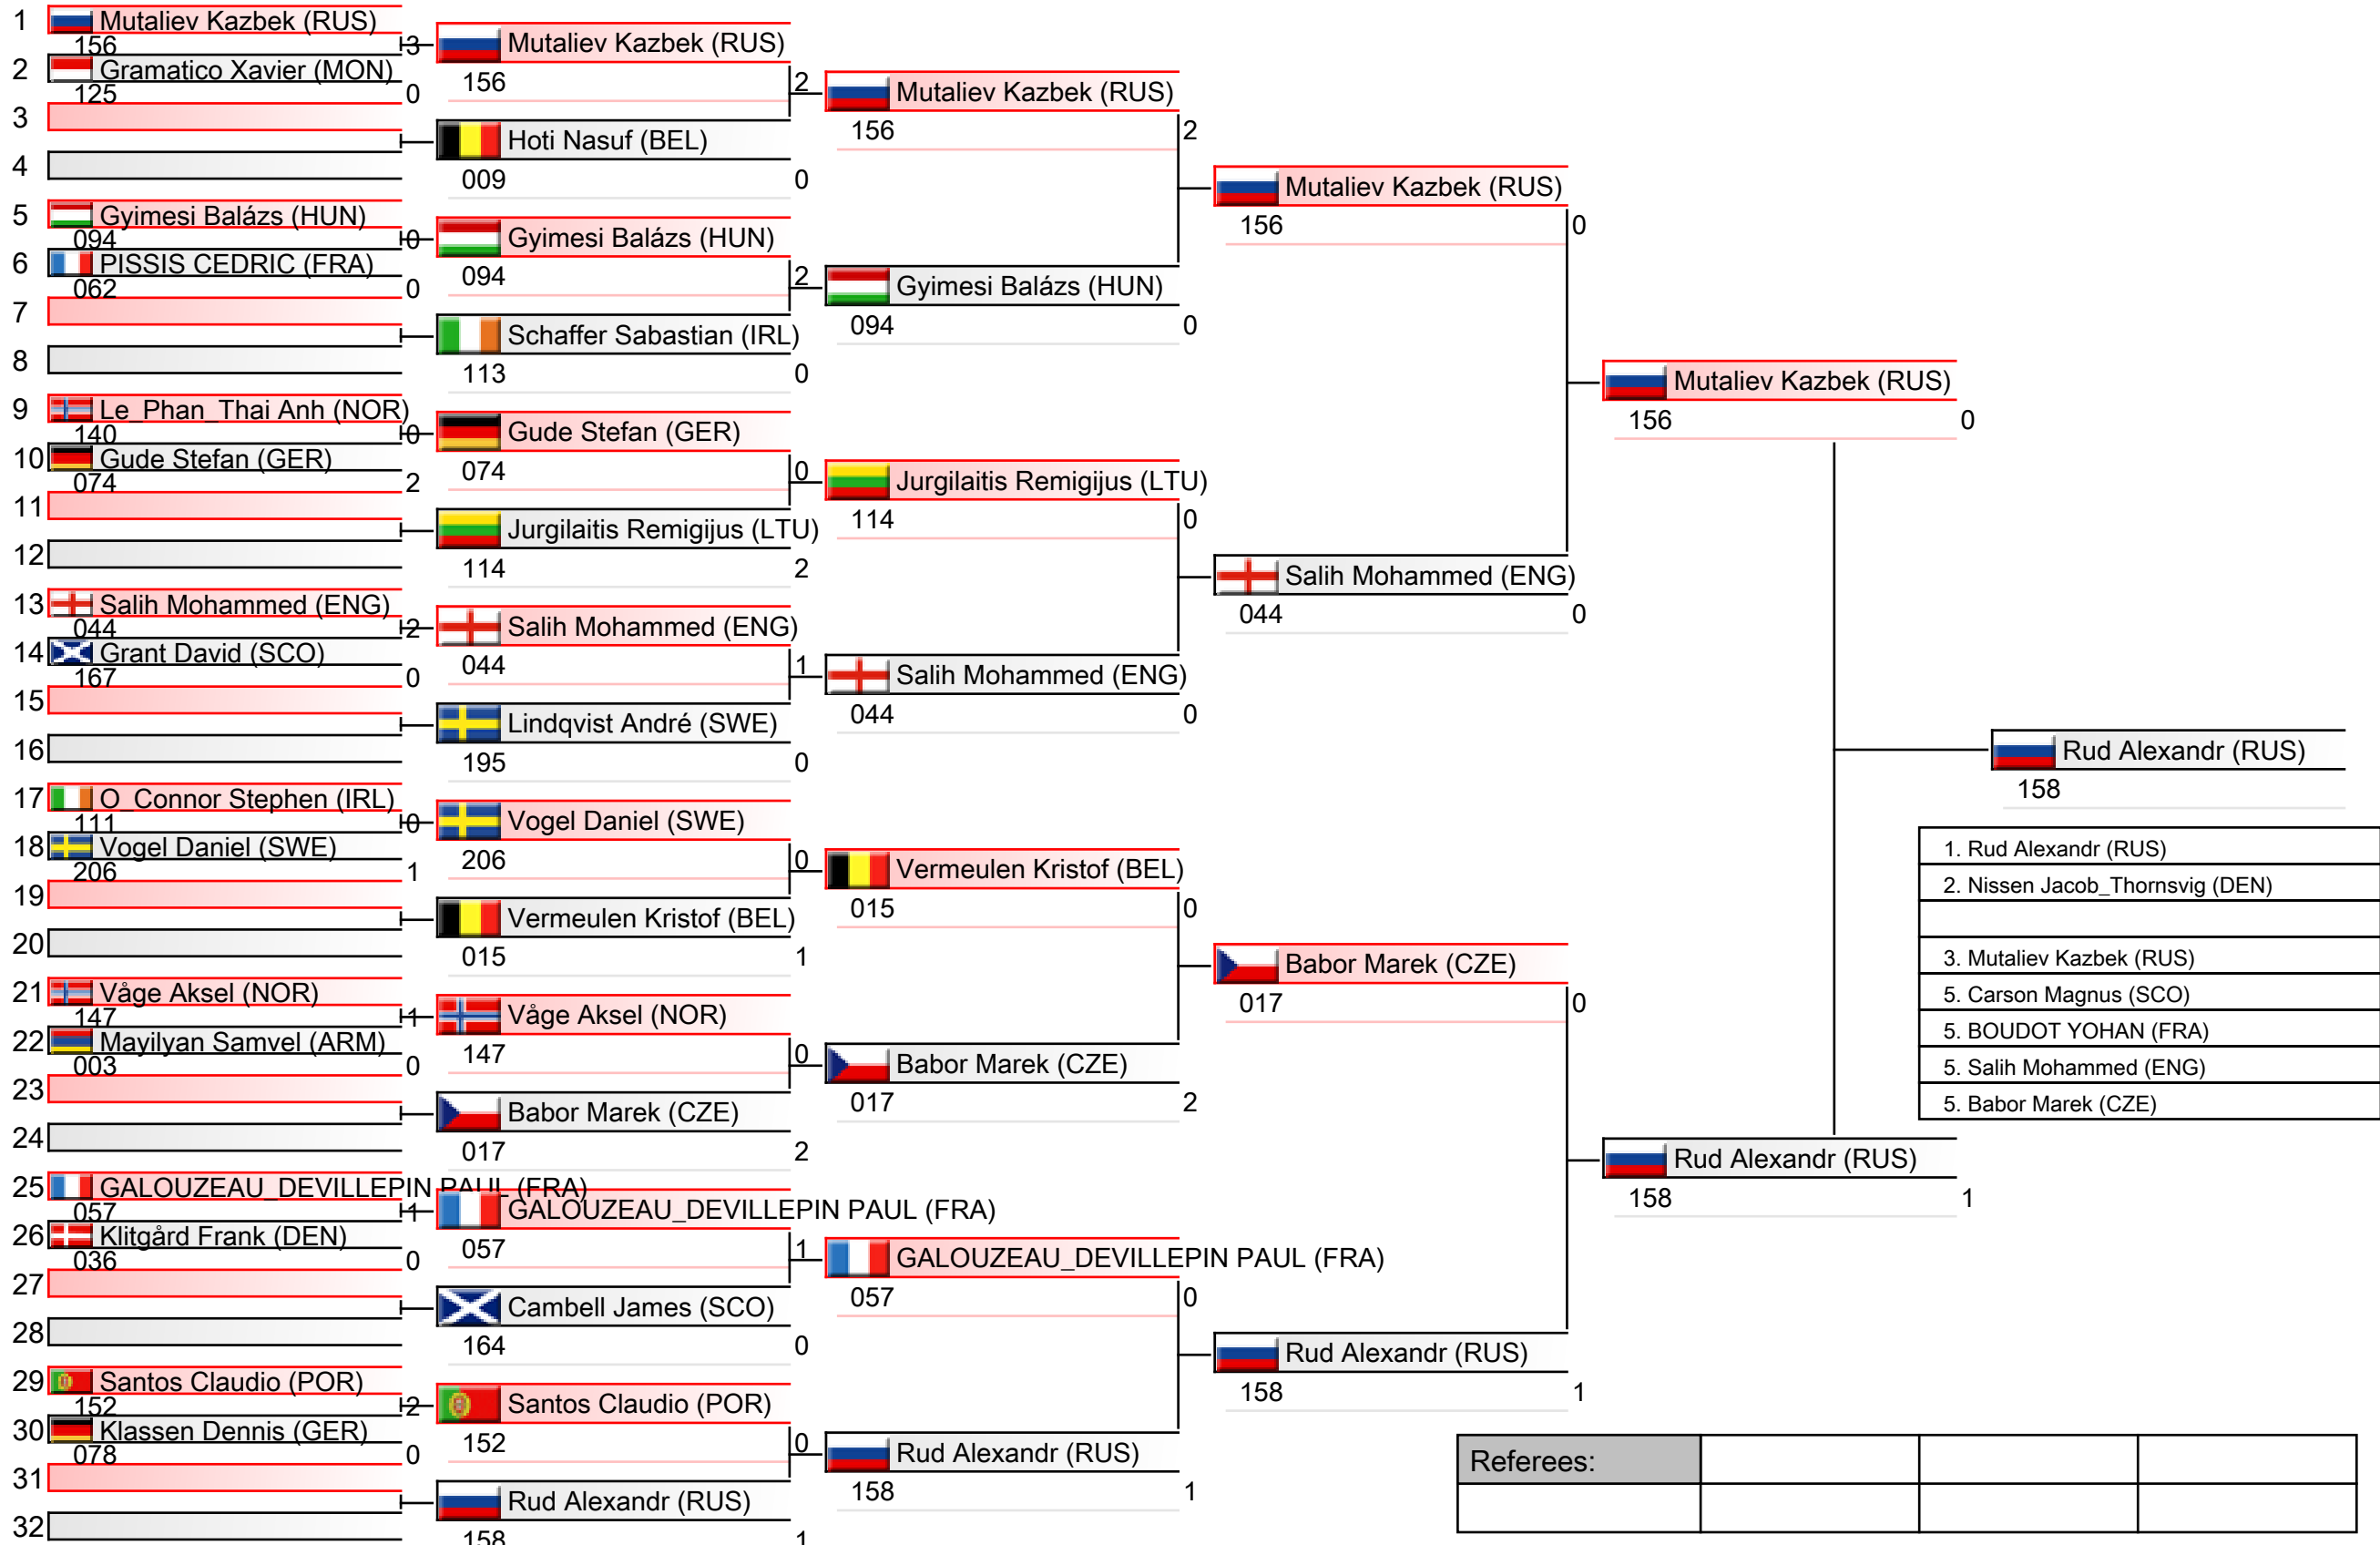 1 Mutaliev Kazbek (RUS)
156 3
2 Gramatico Xavier (MON)
125 0
3
4
5 Gyimesi Balázs (HUN)
094 0
6 PISSIS CEDRIC (FRA)
062 0
7
8
9 Le_Phan_Thai Anh (NOR)
140 0
10 Gude Stefan (GER)
074 2
11
12
13 Salih Mohammed (ENG)
044 2
14 Grant David (SCO)
167 0
15
16
17 O_Connor Stephen (IRL)
111 0
18 Vogel Daniel (SWE)
206 1
19
20
21 Våge Aksel (NOR)
147 1
22 Mayilyan Samvel (ARM)
003 0
23
24
25 GALOUZEAU_DEVILLEPIN PAUL (FRA)
057 1
26 Klitgård Frank (DEN)
036 0
27
28
29 Santos Claudio (POR)
152 2
30 Klassen Dennis (GER)
078 0
31
32
Mutaliev Kazbek (RUS)
156 2
Hoti Nasuf (BEL)
009 0
Gyimesi Balázs (HUN)
094 2
Schaffer Sabastian (IRL)
113 0
Gude Stefan (GER)
074 0
Jurgilaitis Remigijus (LTU)
114 2
Salih Mohammed (ENG)
044 1
Lindqvist André (SWE)
195 0
Vogel Daniel (SWE)
206 0
Vermeulen Kristof (BEL)
015 1
Våge Aksel (NOR)
147 0
Babor Marek (CZE)
017 2
GALOUZEAU_DEVILLEPIN PAUL (FRA)
057 1
Cambell James (SCO)
164 0
Santos Claudio (POR)
152 0
Rud Alexandr (RUS)
158 1
Mutaliev Kazbek (RUS)
156 2
Gyimesi Balázs (HUN)
094 0
Jurgilaitis Remigijus (LTU)
114 0
Salih Mohammed (ENG)
044 0
Vermeulen Kristof (BEL)
015 0
Babor Marek (CZE)
017 2
GALOUZEAU_DEVILLEPIN PAUL (FRA)
057 0
Rud Alexandr (RUS)
158 1
Mutaliev Kazbek (RUS)
156 0
Salih Mohammed (ENG)
044 0
Babor Marek (CZE)
017 0
Rud Alexandr (RUS)
158 1
Mutaliev Kazbek (RUS)
156 0
Rud Alexandr (RUS)
158 1
Rud Alexandr (RUS)
158
1. Rud Alexandr (RUS)
2. Nissen Jacob_Thornsvig (DEN)
3. Mutaliev Kazbek (RUS)
5. Carson Magnus (SCO)
5. BOUDOT YOHAN (FRA)
5. Salih Mohammed (ENG)
5. Babor Marek (CZE)
Referees: